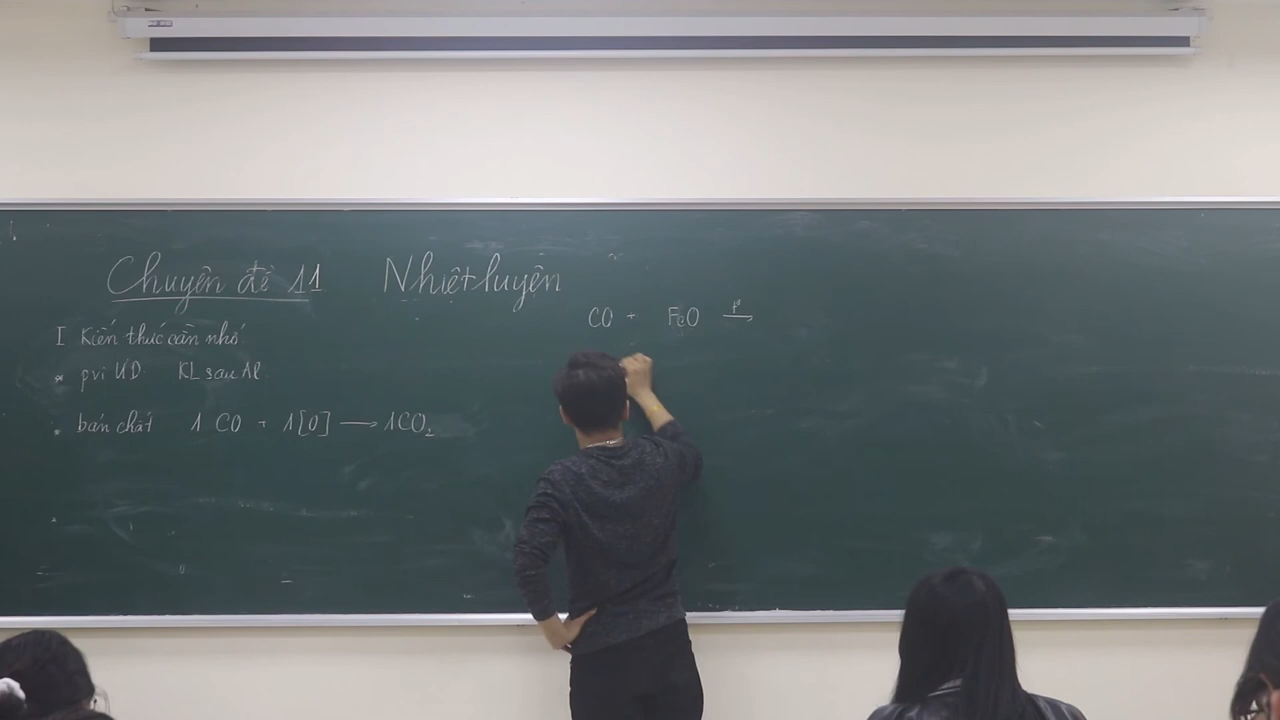 Chuyên đề 11 Nhiệt luyện
I Kiến thức cần nhớ
* pvi ƯD KL sau Al
* bản chất 1 CO + 1[O] → 1CO₂
CO + FeO t° →